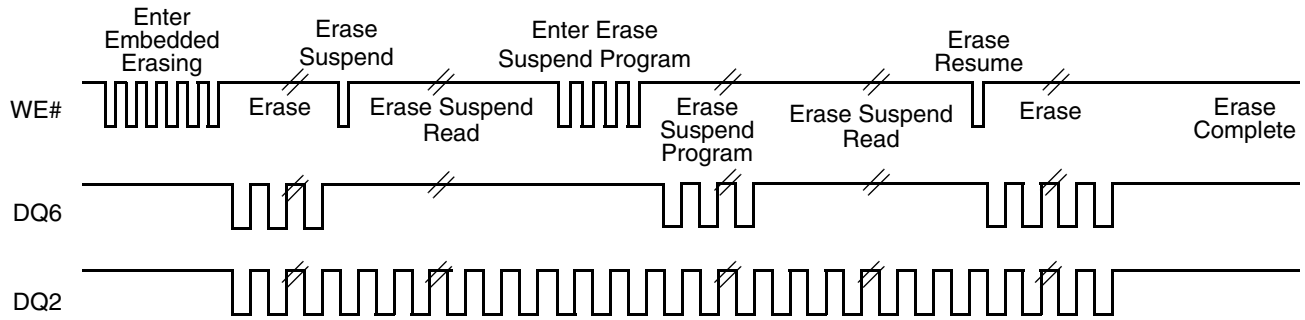 Enter
Embedded
Erasing
Erase
Suspend
Enter Erase
Suspend Program
Erase
Resume
WE#
Erase
Erase Suspend
Read
Erase
Suspend
Program
Erase Suspend
Read
Erase
Erase
Complete
DQ6
DQ2